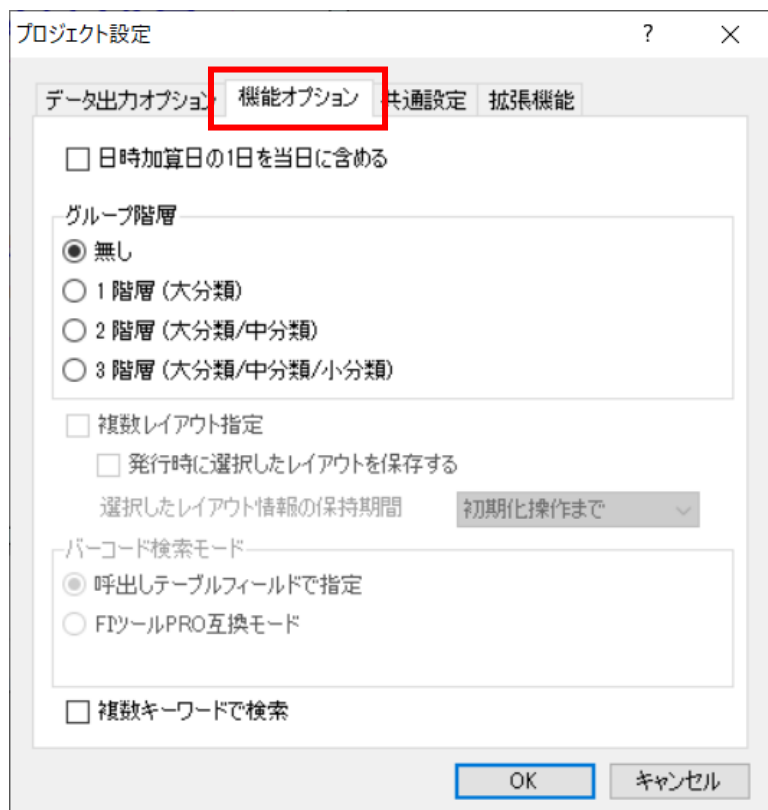 プロジェクト設定
データ出力オプション 機能オプション 共通設定 拡張機能
日時加算日の1日を当日に含める
グループ階層
無し
1 階層 (大分類)
2 階層 (大分類/中分類)
3 階層 (大分類/中分類/小分類)
複数レイアウト指定
発行時に選択したレイアウトを保存する
選択したレイアウト情報の保持期間 初期化操作まで
バーコード検索モード
呼出しテーブルフィールドで指定
FIツールPRO互換モード
複数キーワードで検索
OK キャンセル